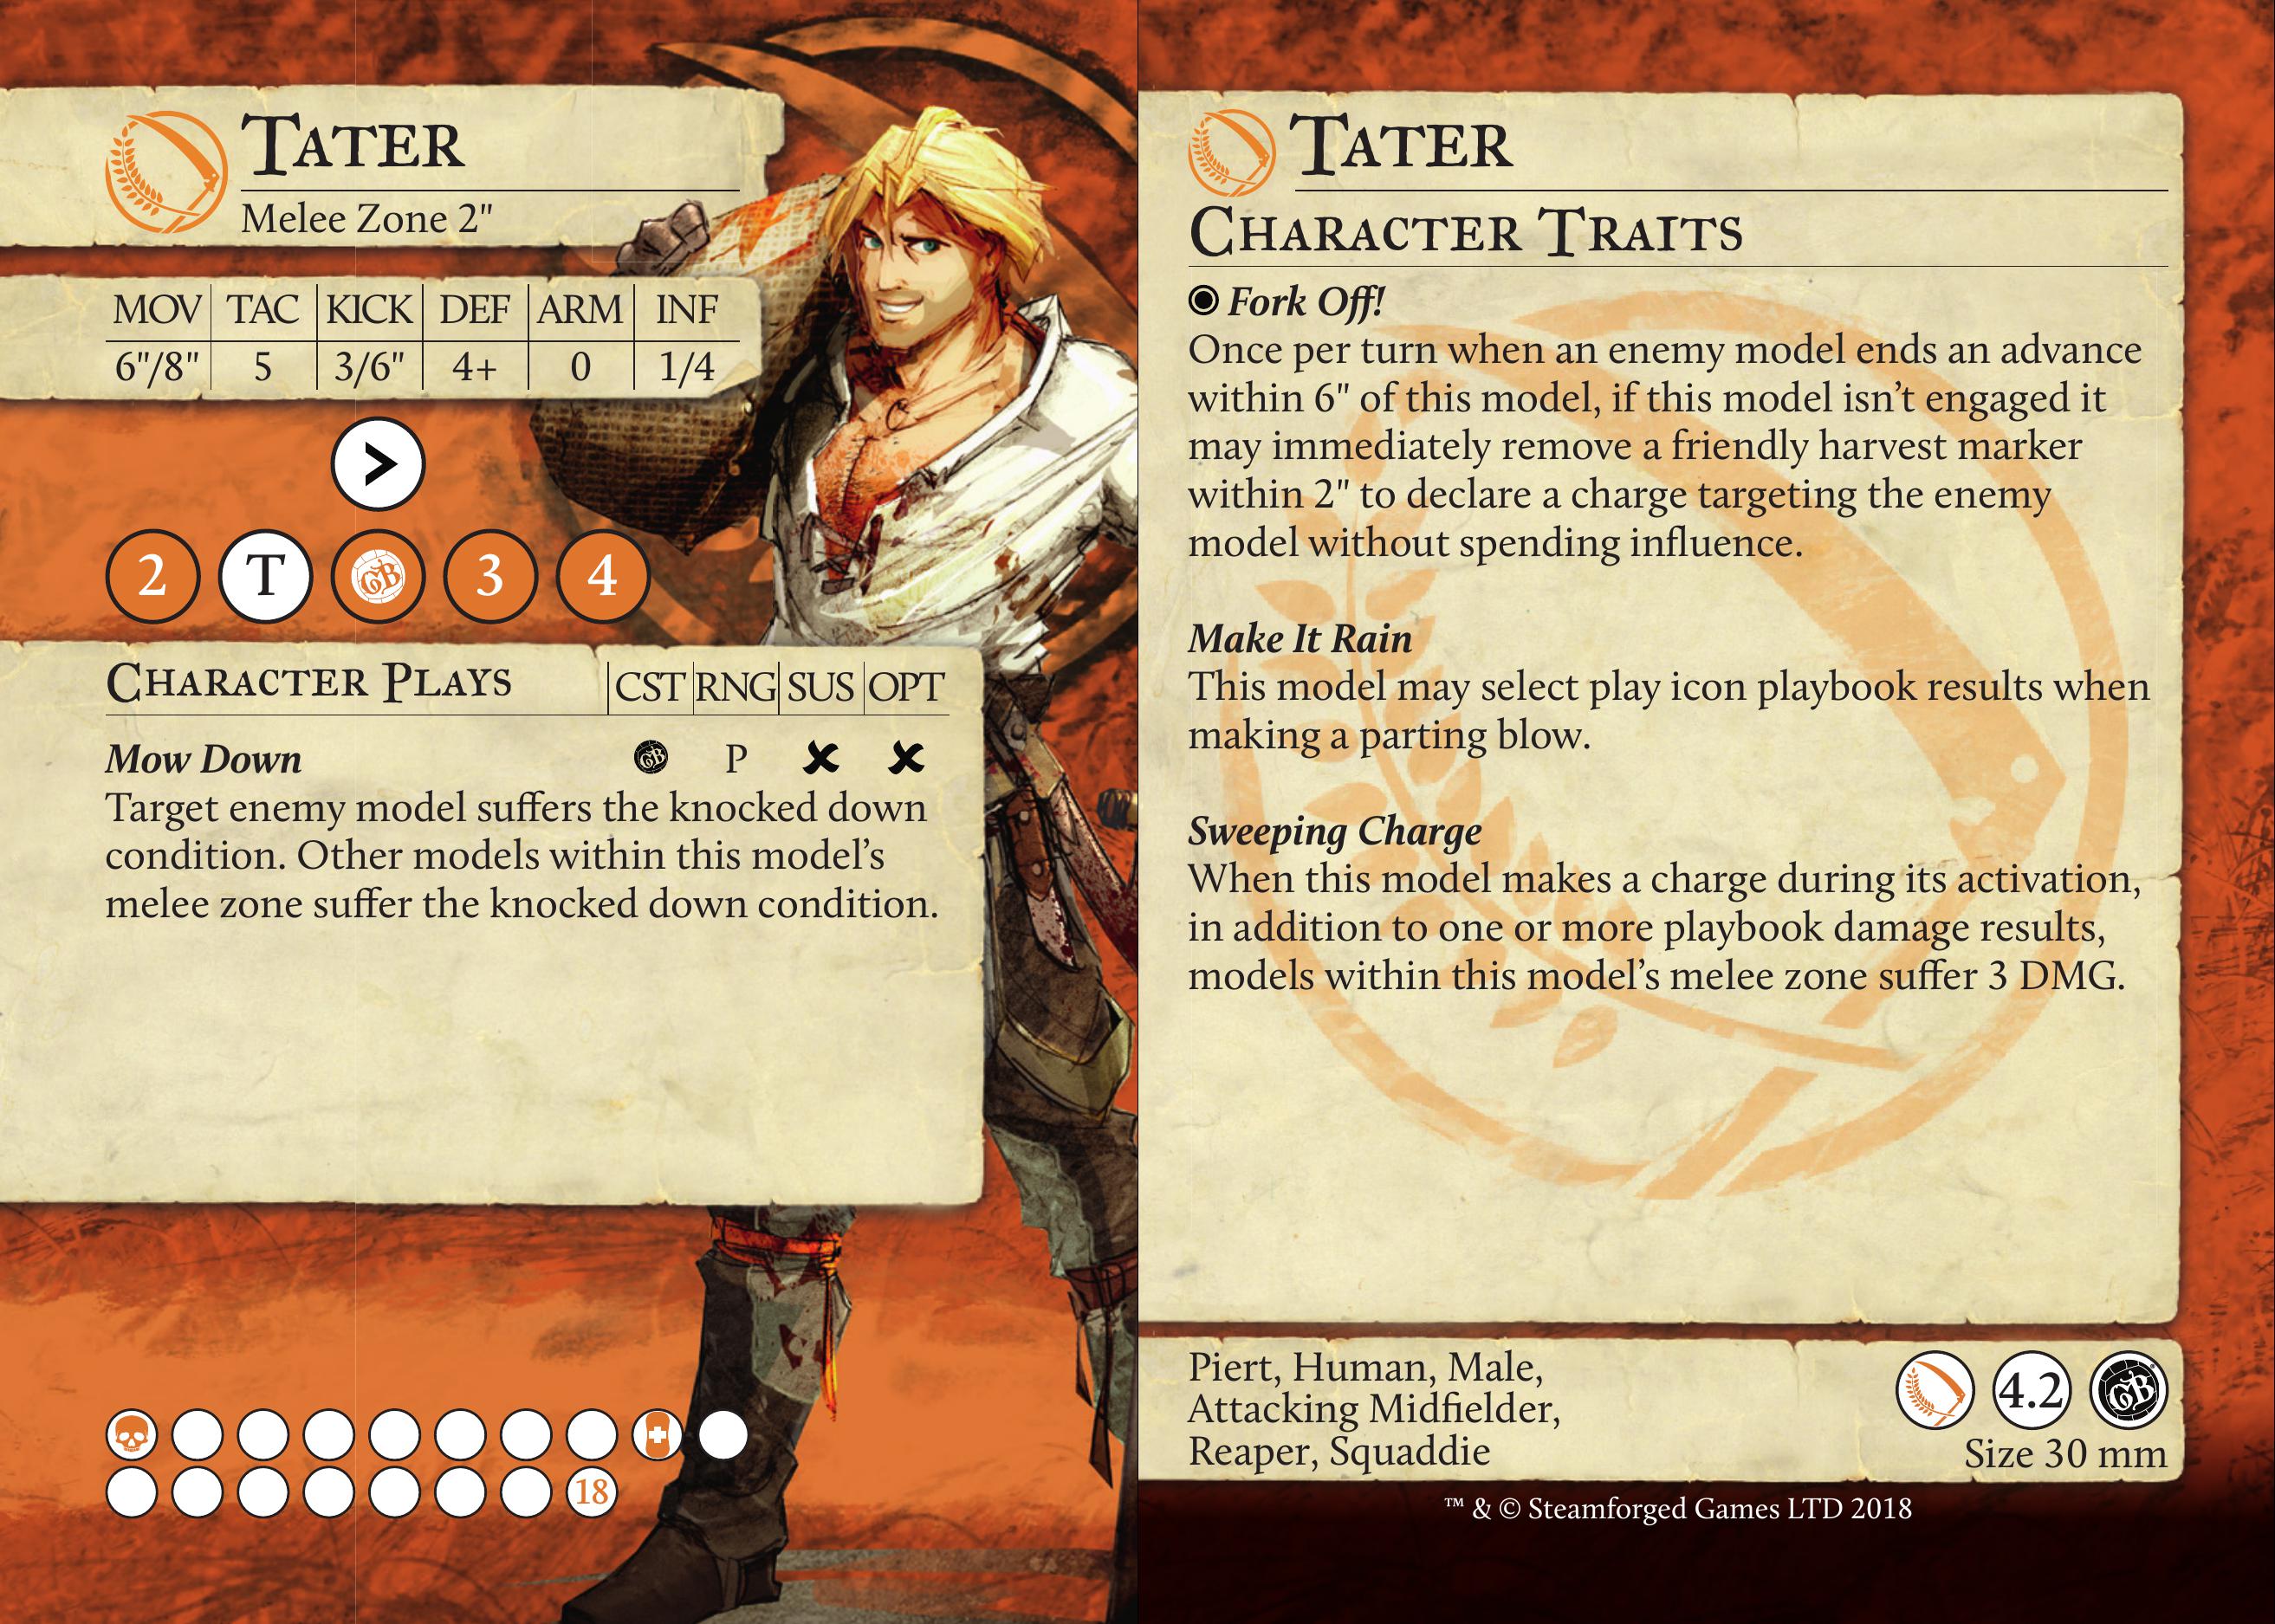 TATER
Melee Zone 2"
MOV TAC KICK DEF ARM INF
6"/8" 5 3/6" 4+ 0 1/4
>
2 T GB 3 4
CHARACTER PLAYS CST RNG SUS OPT
Mow Down GB P ✘ ✘
Target enemy model suffers the knocked down
condition. Other models within this model’s
melee zone suffer the knocked down condition.
18
TATER
CHARACTER TRAITS
Fork Off!
Once per turn when an enemy model ends an advance
within 6" of this model, if this model isn’t engaged it
may immediately remove a friendly harvest marker
within 2" to declare a charge targeting the enemy
model without spending influence.
Make It Rain
This model may select play icon playbook results when
making a parting blow.
Sweeping Charge
When this model makes a charge during its activation,
in addition to one or more playbook damage results,
models within this model’s melee zone suffer 3 DMG.
Piert, Human, Male,
Attacking Midfielder,
Reaper, Squaddie
4.2 GB
Size 30 mm
™ & © Steamforged Games LTD 2018